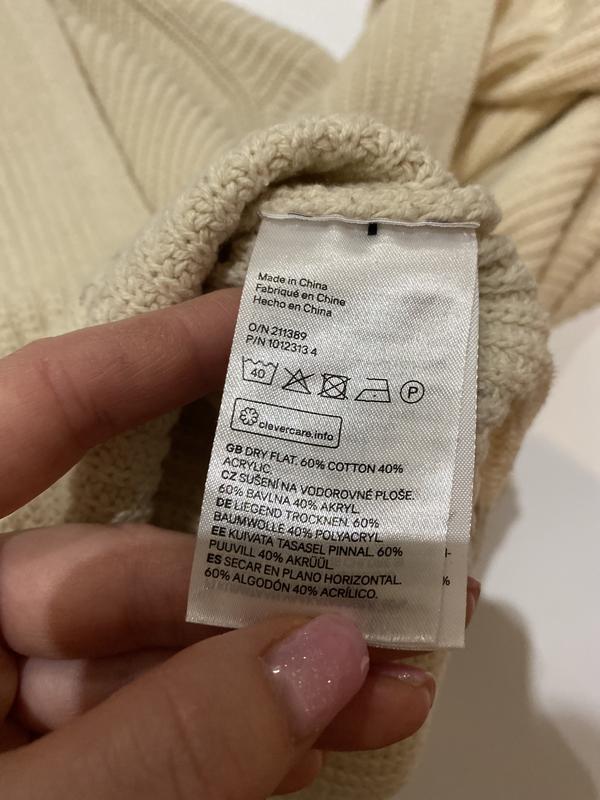 Made in China
Fabriqué en Chine
Hecho en China
O/N 211389
P/N 1012313 4
40
P
clevercare.info
GB DRY FLAT. 60% COTTON 40%
ACRYLIC.
CZ SUŠENÍ NA VODOROVNÉ PLOŠE.
60% BAVLNA 40% AKRYL.
DE LIEGEND TROCKNEN. 60%
BAUMWOLLE 40% POLYACRYL.
EE KUIVATA TASASEL PINNAL. 60%
PUUVILL 40% AKRÜÜL.
ES SECAR EN PLANO HORIZONTAL.
60% ALGODÓN 40% ACRÍLICO.
%